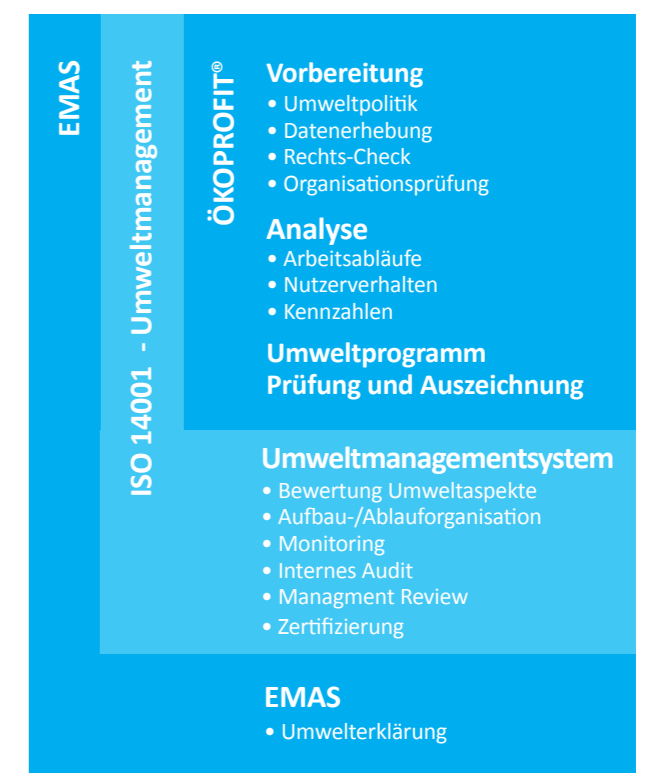 EMAS
ISO 14001 - Umweltmanagement
ÖKOPROFIT®
Vorbereitung
• Umweltpolitik
• Datenerhebung
• Rechts-Check
• Organisationsprüfung
Analyse
• Arbeitsabläufe
• Nutzerverhalten
• Kennzahlen
Umweltprogramm
Prüfung und Auszeichnung
Umweltmanagementsystem
• Bewertung Umweltaspekte
• Aufbau-/Ablauforganisation
• Monitoring
• Internes Audit
• Managment Review
• Zertifizierung
EMAS
• Umwelterklärung